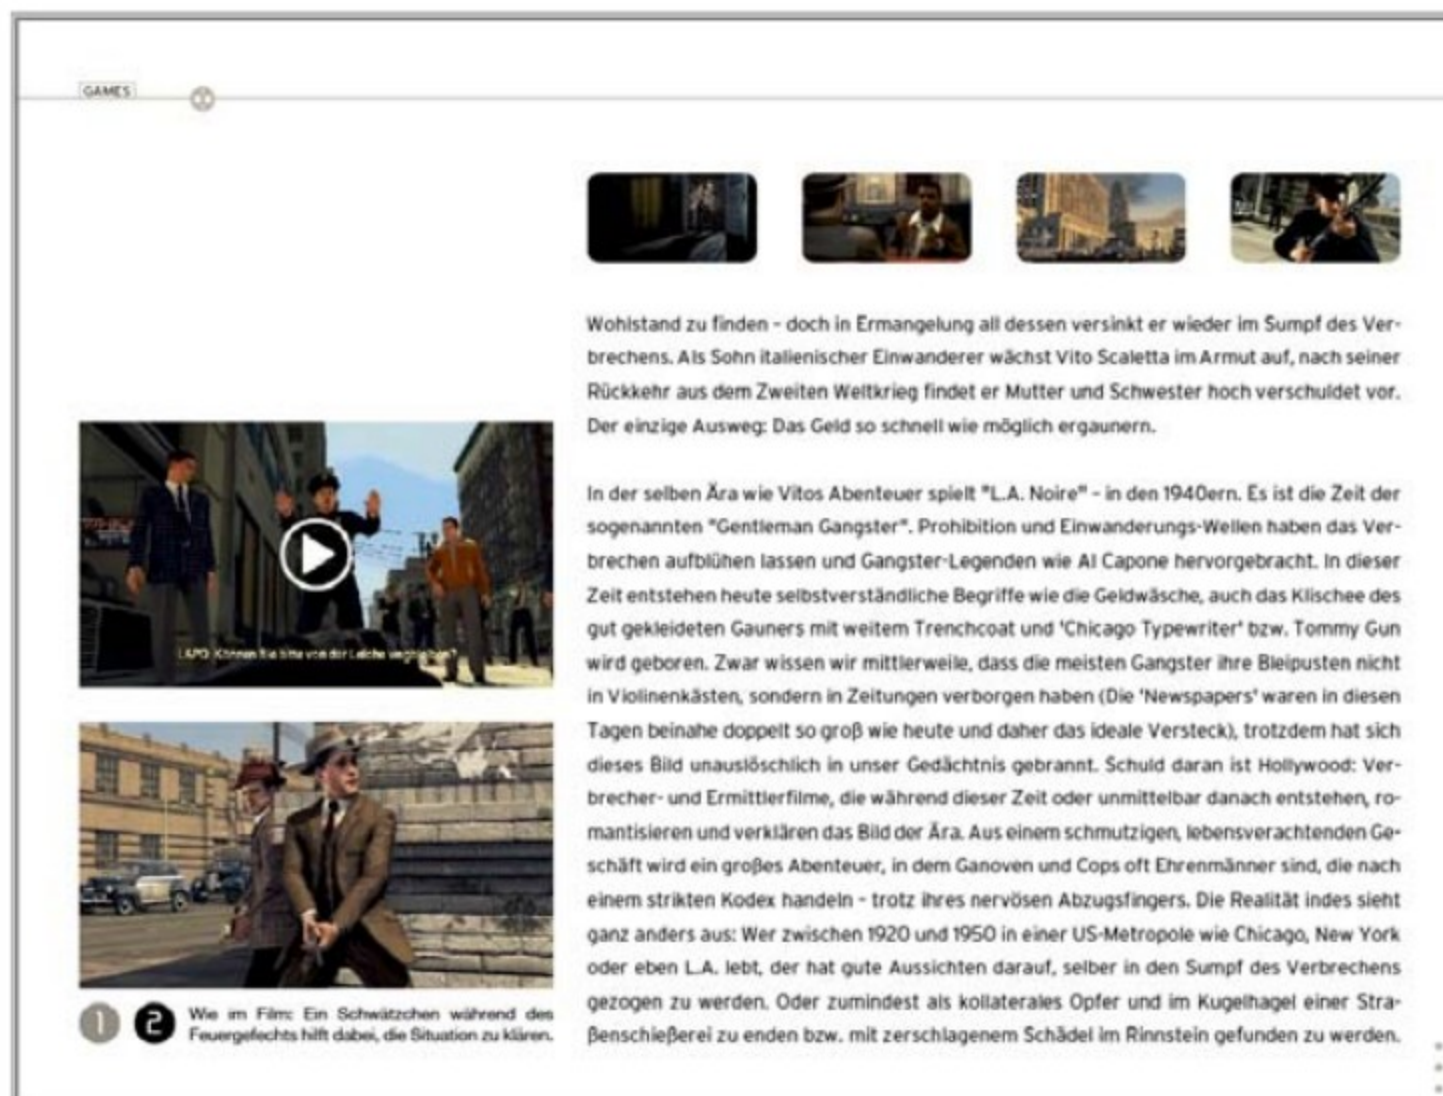 GAMES
Wohlstand zu finden - doch in Ermangelung all dessen versinkt er wieder im Sumpf des Ver-
brechens. Als Sohn italienischer Einwanderer wächst Vito Scaletta im Armut auf, nach seiner
Rückkehr aus dem Zweiten Weltkrieg findet er Mutter und Schwester hoch verschuldet vor.
Der einzige Ausweg: Das Geld so schnell wie möglich ergaunern.
In der selben Ära wie Vitos Abenteuer spielt "L.A. Noire" - in den 1940ern. Es ist die Zeit der
sogenannten "Gentleman Gangster". Prohibition und Einwanderungs-Wellen haben das Ver-
brechen aufblühen lassen und Gangster-Legenden wie Al Capone hervorgebracht. In dieser
Zeit entstehen heute selbstverständliche Begriffe wie die Geldwäsche, auch das Klischee des
gut gekleideten Gauners mit weitem Trenchcoat und 'Chicago Typewriter' bzw. Tommy Gun
wird geboren. Zwar wissen wir mittlerweile, dass die meisten Gangster ihre Bleipusten nicht
in Violinenkästen, sondern in Zeitungen verborgen haben (Die 'Newspapers' waren in diesen
Tagen beinahe doppelt so groß wie heute und daher das ideale Versteck), trotzdem hat sich
dieses Bild unauslöschlich in unser Gedächtnis gebrannt. Schuld daran ist Hollywood: Ver-
brecher- und Ermittlerfilme, die während dieser Zeit oder unmittelbar danach entstehen, ro-
mantisieren und verklären das Bild der Ära. Aus einem schmutzigen, lebensverachtenden Ge-
schäft wird ein großes Abenteuer, in dem Ganoven und Cops oft Ehrenmänner sind, die nach
einem strikten Kodex handeln - trotz ihres nervösen Abzugsfingers. Die Realität indes sieht
ganz anders aus: Wer zwischen 1920 und 1950 in einer US-Metropole wie Chicago, New York
oder eben L.A. lebt, der hat gute Aussichten darauf, selber in den Sumpf des Verbrechens
gezogen zu werden. Oder zumindest als kollaterales Opfer und im Kugelhagel einer Stra-
ßenschießerei zu enden bzw. mit zerschlagenem Schädel im Rinnstein gefunden zu werden.
LAPD: Können Sie bitte von der Leiche wegbleiben?
1 2 Wie im Film: Ein Schwätzchen während des
Feuergefechts hilft dabei, die Situation zu klären.